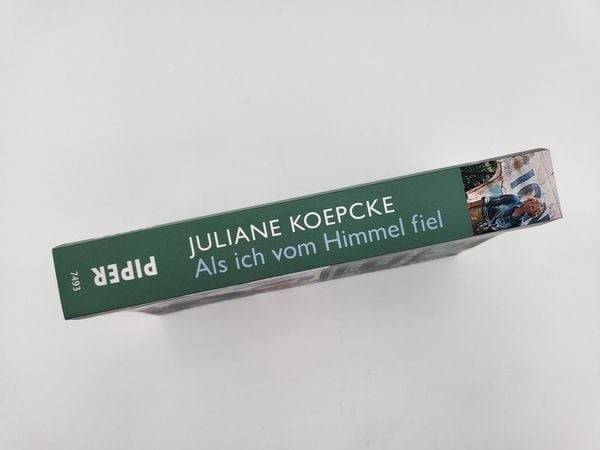 JULIANE KOEPCKE
Als ich vom Himmel fiel
PIPER
7493